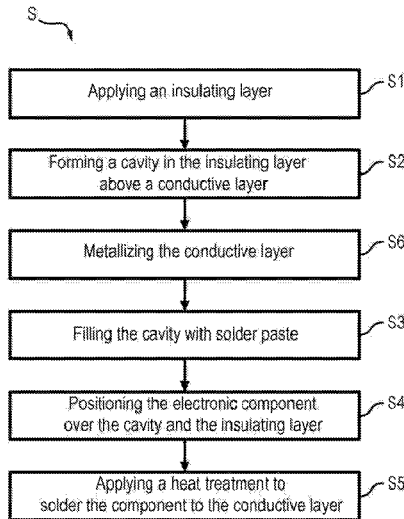 S
Applying an insulating layer
S1
Forming a cavity in the insulating layer
above a conductive layer
S2
Metallizing the conductive layer
S6
Filling the cavity with solder paste
S3
Positioning the electronic component
over the cavity and the insulating layer
S4
Applying a heat treatment to
solder the component to the conductive layer
S5